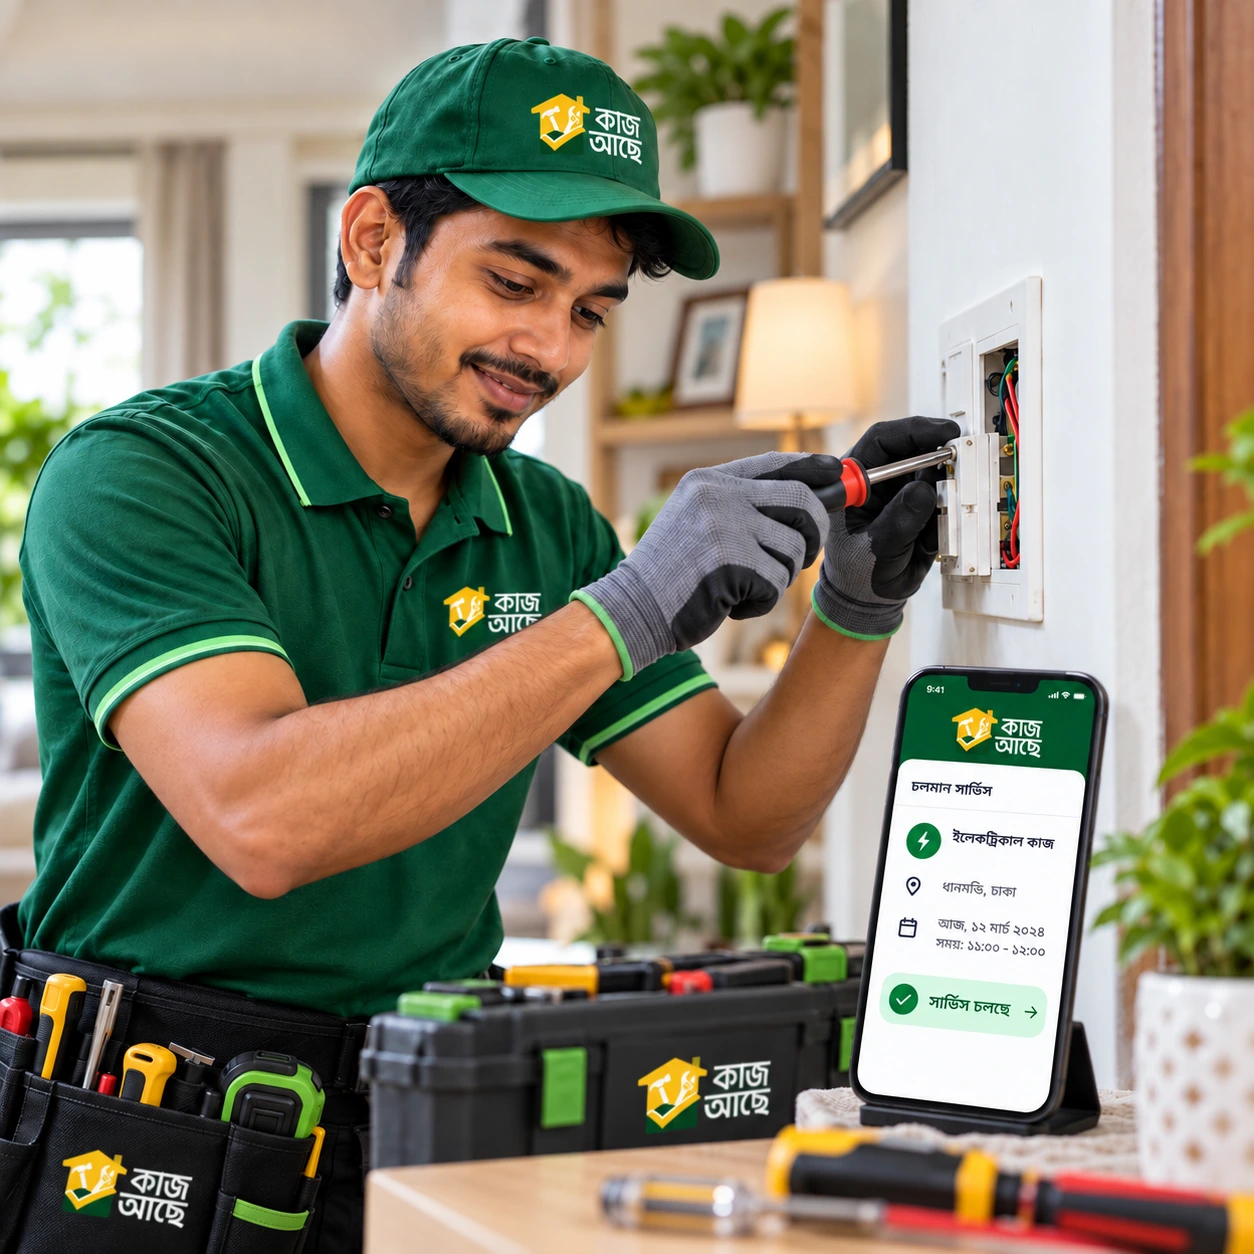 কাজ
আছে
কাজ
আছে
9:41
কাজ
আছে
চলমান সার্ভিস
ইলেকট্রিকাল কাজ
ধানমন্ডি, ঢাকা
আজ, ১২ মার্চ ২০২৪
সময়: ১১:০০ - ১২:০০
সার্ভিস চলছে →
কাজ
আছে
কাজ
আছে